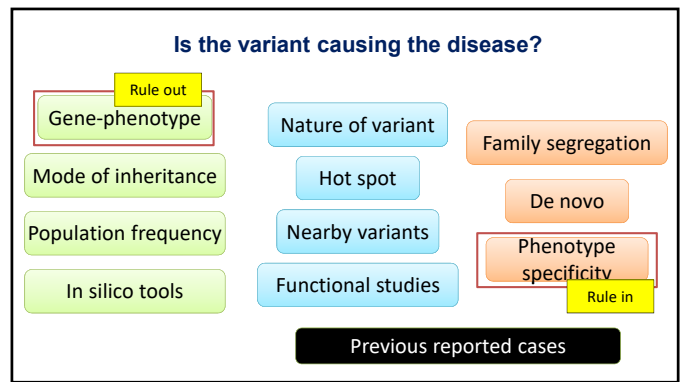 Is the variant causing the disease?
Rule out
Gene-phenotype
Mode of inheritance
Population frequency
In silico tools
Nature of variant
Hot spot
Nearby variants
Functional studies
Family segregation
De novo
Phenotype
specificity
Rule in
Previous reported cases